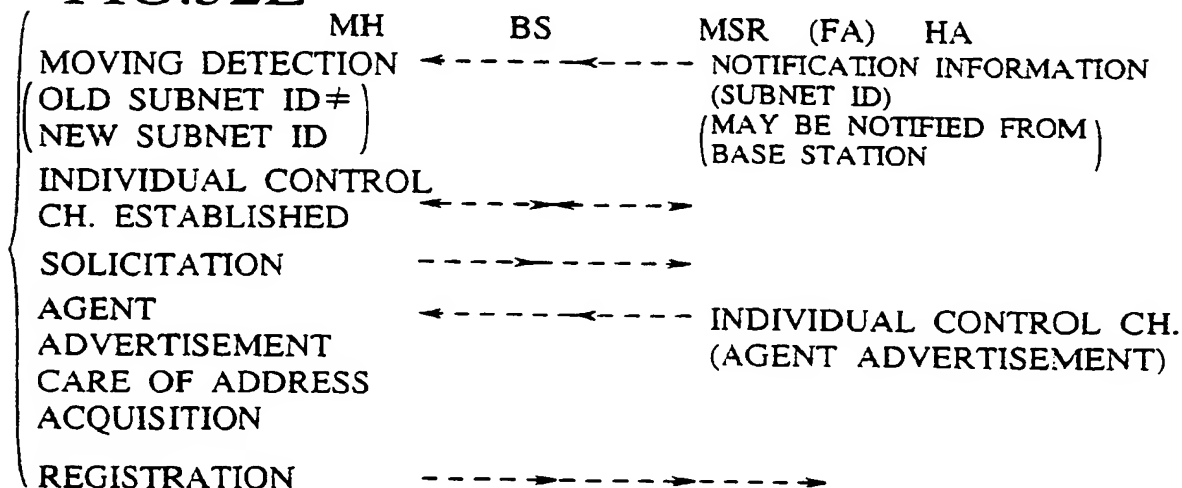 MH BS MSR (FA) HA
MOVING DETECTION
(OLD SUBNET ID≠
NEW SUBNET ID)
NOTIFICATION INFORMATION
(SUBNET ID)
(MAY BE NOTIFIED FROM
BASE STATION)
INDIVIDUAL CONTROL
CH. ESTABLISHED
SOLICITATION
AGENT
ADVERTISEMENT
CARE OF ADDRESS
ACQUISITION
INDIVIDUAL CONTROL CH.
(AGENT ADVERTISEMENT)
REGISTRATION